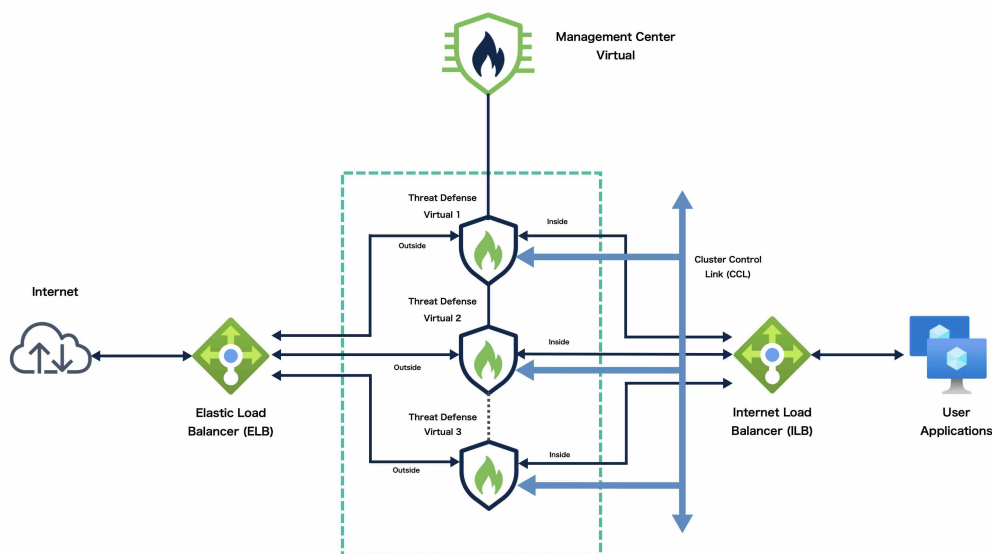 Management Center
Virtual
Threat Defense
Virtual 1
Inside
Outside
Cluster Control
Link (CCL)
Internet
Threat Defense
Virtual 2
Inside
Outside
Elastic Load
Balancer (ELB)
Internet Load
Balancer (ILB)
User
Applications
Threat Defense
Virtual 3
Inside
Outside